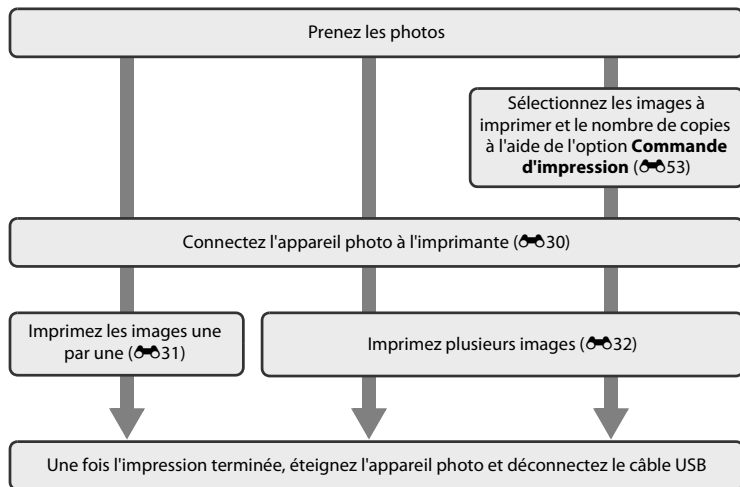 Prenez les photos
Sélectionnez les images à
imprimer et le nombre de copies
à l'aide de l'option Commande
d'impression (53)
Connectez l'appareil photo à l'imprimante (30)
Imprimez les images une
par une (31)
Imprimez plusieurs images (32)
Une fois l'impression terminée, éteignez l'appareil photo et déconnectez le câble USB